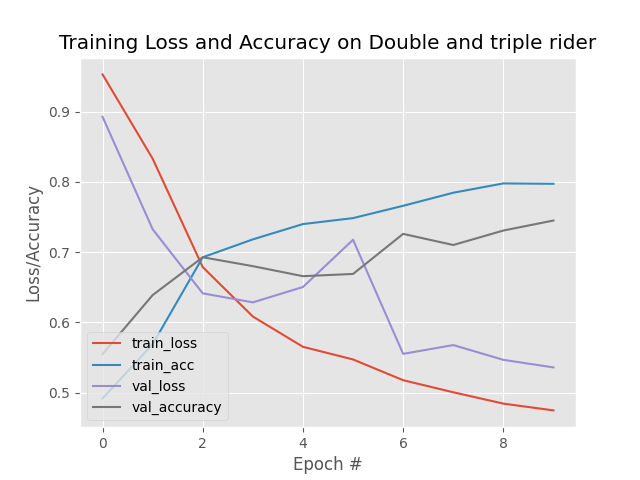 Training Loss and Accuracy on Double and triple rider
Loss/Accuracy
0.9
0.8
0.7
0.6
0.5
train_loss
train_acc
val_loss
val_accuracy
0 2 4 6 8
Epoch #